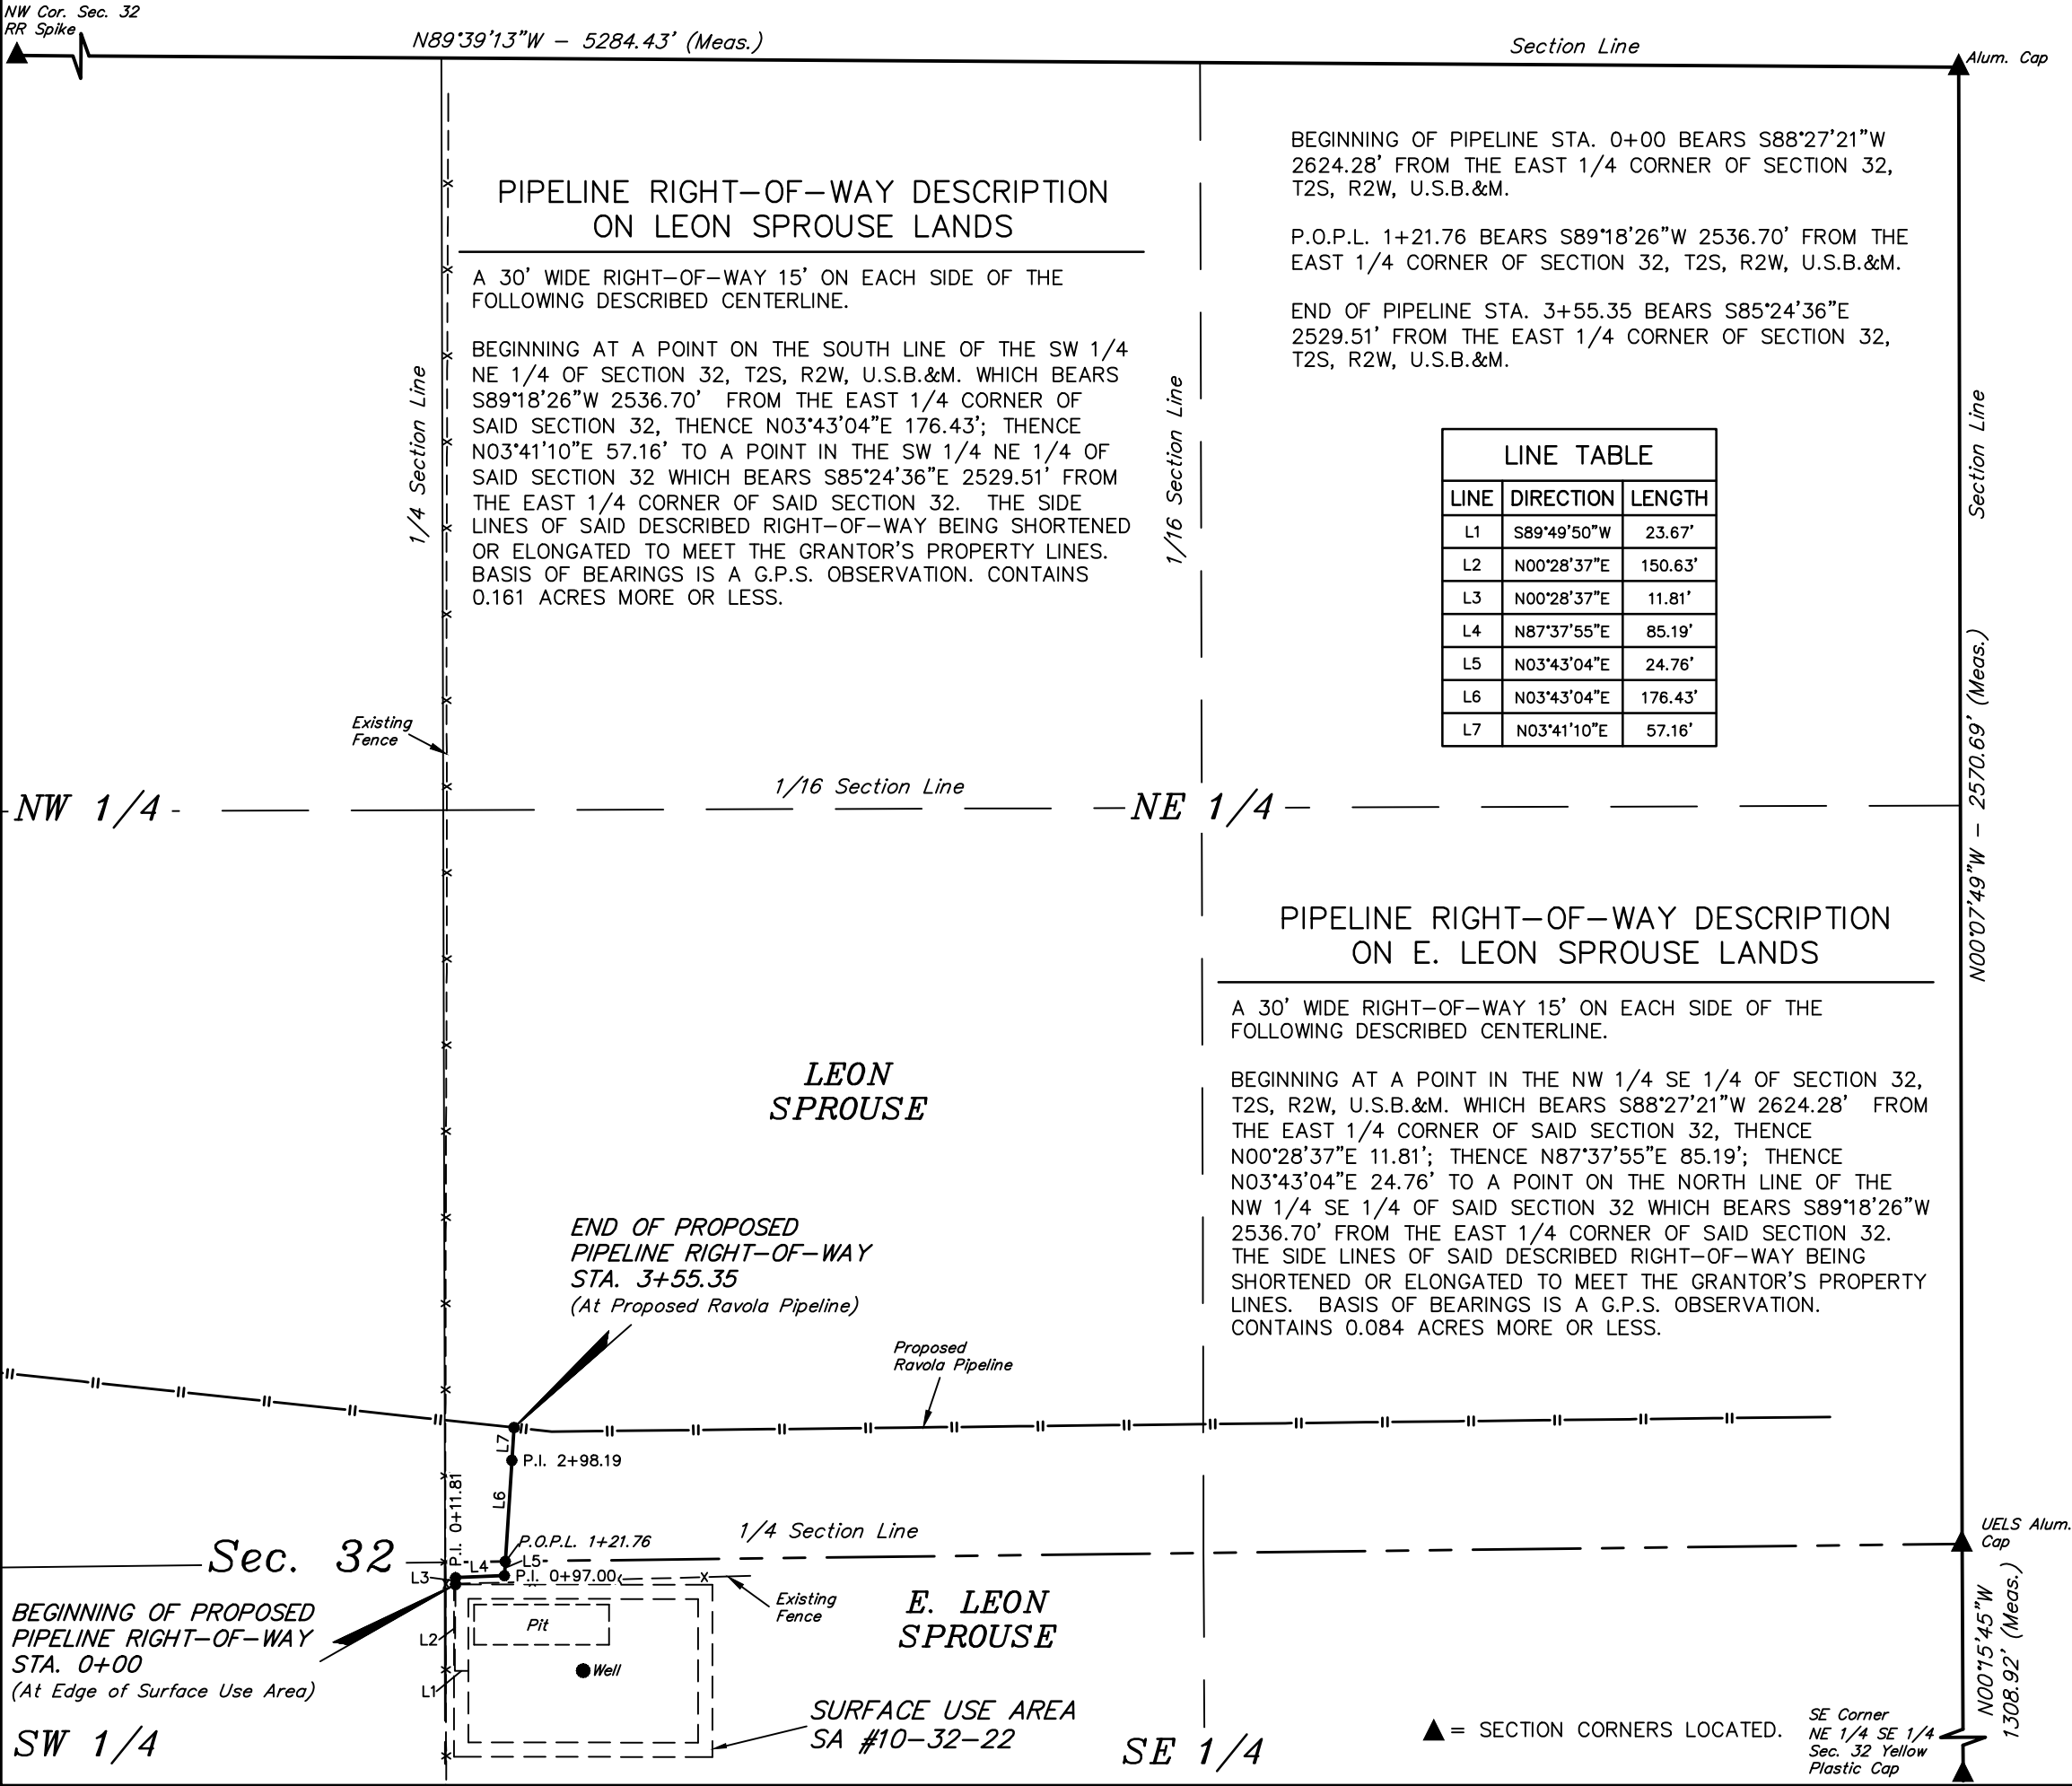 NW Cor. Sec. 32
RR Spike
N89°39'13"W - 5284.43' (Meas.)
Section Line
Alum. Cap
PIPELINE RIGHT-OF-WAY DESCRIPTION
ON LEON SPROUSE LANDS
A 30' WIDE RIGHT-OF-WAY 15' ON EACH SIDE OF THE
FOLLOWING DESCRIBED CENTERLINE.
BEGINNING AT A POINT ON THE SOUTH LINE OF THE SW 1/4
NE 1/4 OF SECTION 32, T2S, R2W, U.S.B.&M. WHICH BEARS
S89°18'26"W 2536.70' FROM THE EAST 1/4 CORNER OF
SAID SECTION 32, THENCE N03°43'04"E 176.43'; THENCE
N03°41'10"E 57.16' TO A POINT IN THE SW 1/4 NE 1/4 OF
SAID SECTION 32 WHICH BEARS S85°24'36"E 2529.51' FROM
THE EAST 1/4 CORNER OF SAID SECTION 32. THE SIDE
LINES OF SAID DESCRIBED RIGHT-OF-WAY BEING SHORTENED
OR ELONGATED TO MEET THE GRANTOR'S PROPERTY LINES.
BASIS OF BEARINGS IS A G.P.S. OBSERVATION. CONTAINS
0.161 ACRES MORE OR LESS.
BEGINNING OF PIPELINE STA. 0+00 BEARS S88°27'21"W
2624.28' FROM THE EAST 1/4 CORNER OF SECTION 32,
T2S, R2W, U.S.B.&M.
P.O.P.L. 1+21.76 BEARS S89°18'26"W 2536.70' FROM THE
EAST 1/4 CORNER OF SECTION 32, T2S, R2W, U.S.B.&M.
END OF PIPELINE STA. 3+55.35 BEARS S85°24'36"E
2529.51' FROM THE EAST 1/4 CORNER OF SECTION 32,
T2S, R2W, U.S.B.&M.
LINE TABLE
LINE DIRECTION LENGTH
L1 S89°49'50"W 23.67'
L2 N00°28'37"E 150.63'
L3 N00°28'37"E 11.81'
L4 N87°37'55"E 85.19'
L5 N03°43'04"E 24.76'
L6 N03°43'04"E 176.43'
L7 N03°41'10"E 57.16'
1/4 Section Line
1/16 Section Line
Section Line
N00°07'49"W - 2570.69' (Meas.)
Existing
Fence
1/16 Section Line
NW 1/4
NE 1/4
PIPELINE RIGHT-OF-WAY DESCRIPTION
ON E. LEON SPROUSE LANDS
A 30' WIDE RIGHT-OF-WAY 15' ON EACH SIDE OF THE
FOLLOWING DESCRIBED CENTERLINE.
BEGINNING AT A POINT IN THE NW 1/4 SE 1/4 OF SECTION 32,
T2S, R2W, U.S.B.&M. WHICH BEARS S88°27'21"W 2624.28' FROM
THE EAST 1/4 CORNER OF SAID SECTION 32, THENCE
N00°28'37"E 11.81'; THENCE N87°37'55"E 85.19'; THENCE
N03°43'04"E 24.76' TO A POINT ON THE NORTH LINE OF THE
NW 1/4 SE 1/4 OF SAID SECTION 32 WHICH BEARS S89°18'26"W
2536.70' FROM THE EAST 1/4 CORNER OF SAID SECTION 32.
THE SIDE LINES OF SAID DESCRIBED RIGHT-OF-WAY BEING
SHORTENED OR ELONGATED TO MEET THE GRANTOR'S PROPERTY
LINES. BASIS OF BEARINGS IS A G.P.S. OBSERVATION.
CONTAINS 0.084 ACRES MORE OR LESS.
LEON
SPROUSE
END OF PROPOSED
PIPELINE RIGHT-OF-WAY
STA. 3+55.35
(At Proposed Ravola Pipeline)
Proposed
Ravola Pipeline
L7
P.I. 2+98.19
L6
P.I. 0+11.81
P.O.P.L. 1+21.76
1/4 Section Line
Sec. 32
L4
L5
L3
P.I. 0+97.00
UELS Alum.
Cap
BEGINNING OF PROPOSED
PIPELINE RIGHT-OF-WAY
STA. 0+00
(At Edge of Surface Use Area)
L2
L1
Pit
Well
Existing
Fence
E. LEON
SPROUSE
SURFACE USE AREA
SA #10-32-22
SW 1/4
SE 1/4
▲ = SECTION CORNERS LOCATED.
SE Corner
NE 1/4 SE 1/4
Sec. 32 Yellow
Plastic Cap
N00°15'45"W
1308.92' (Meas.)